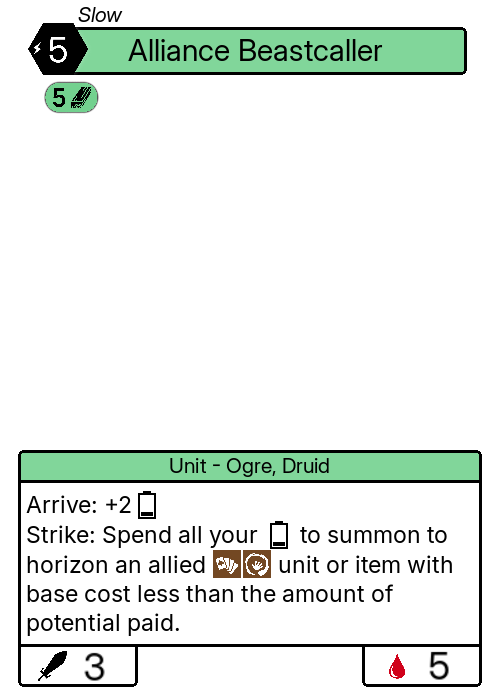 Slow
5 Alliance Beastcaller
5
Unit - Ogre, Druid
Arrive: +2
Strike: Spend all your to summon to
horizon an allied unit or item with
base cost less than the amount of
potential paid.
3 5